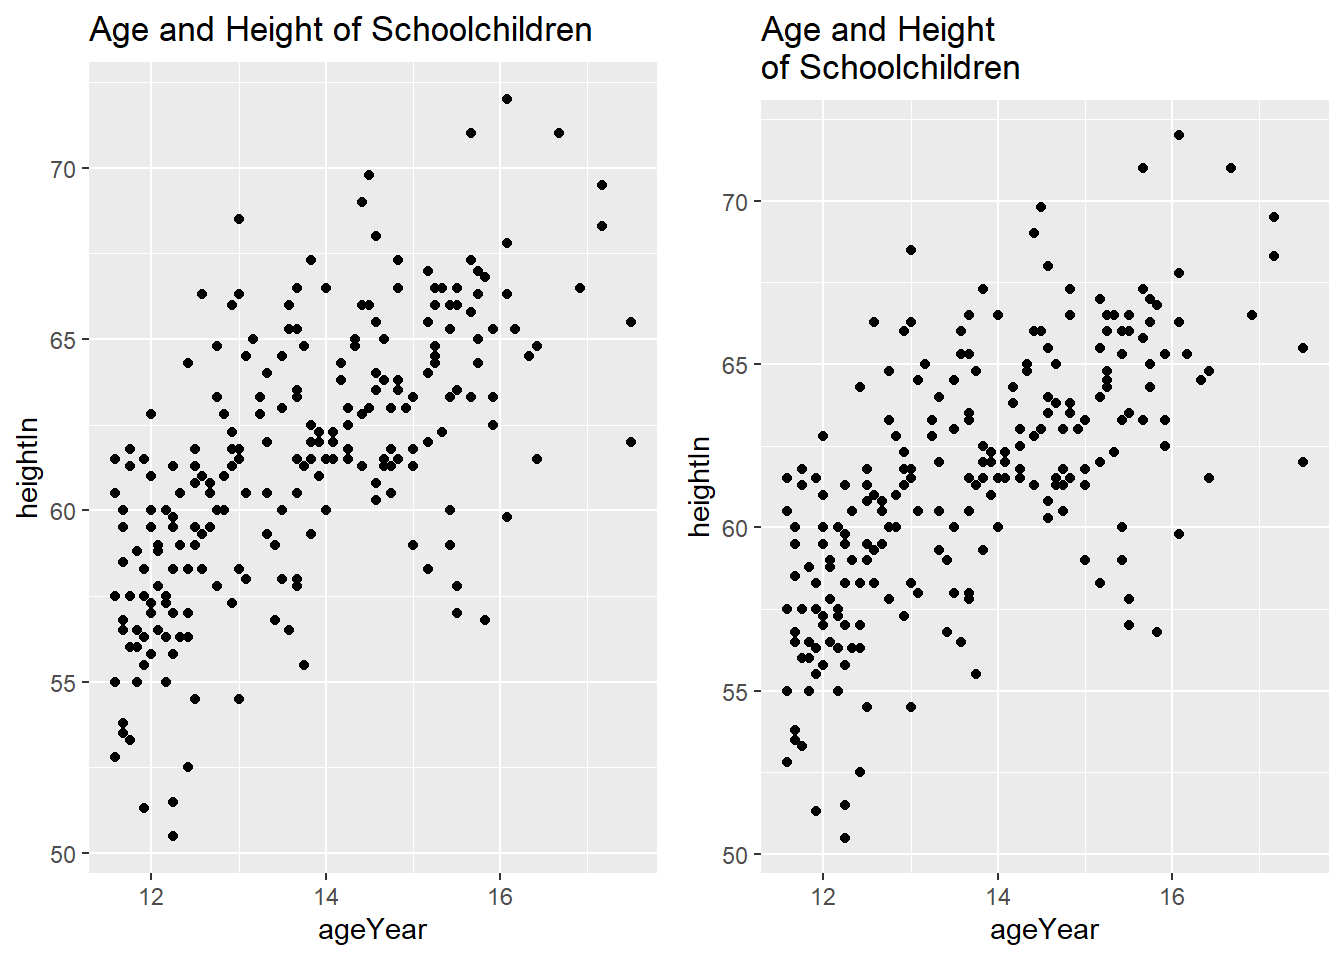 Age and Height of Schoolchildren
heightIn
70
65
60
55
50
12 14 16
ageYear
Age and Height
of Schoolchildren
heightIn
70
65
60
55
50
12 14 16
ageYear